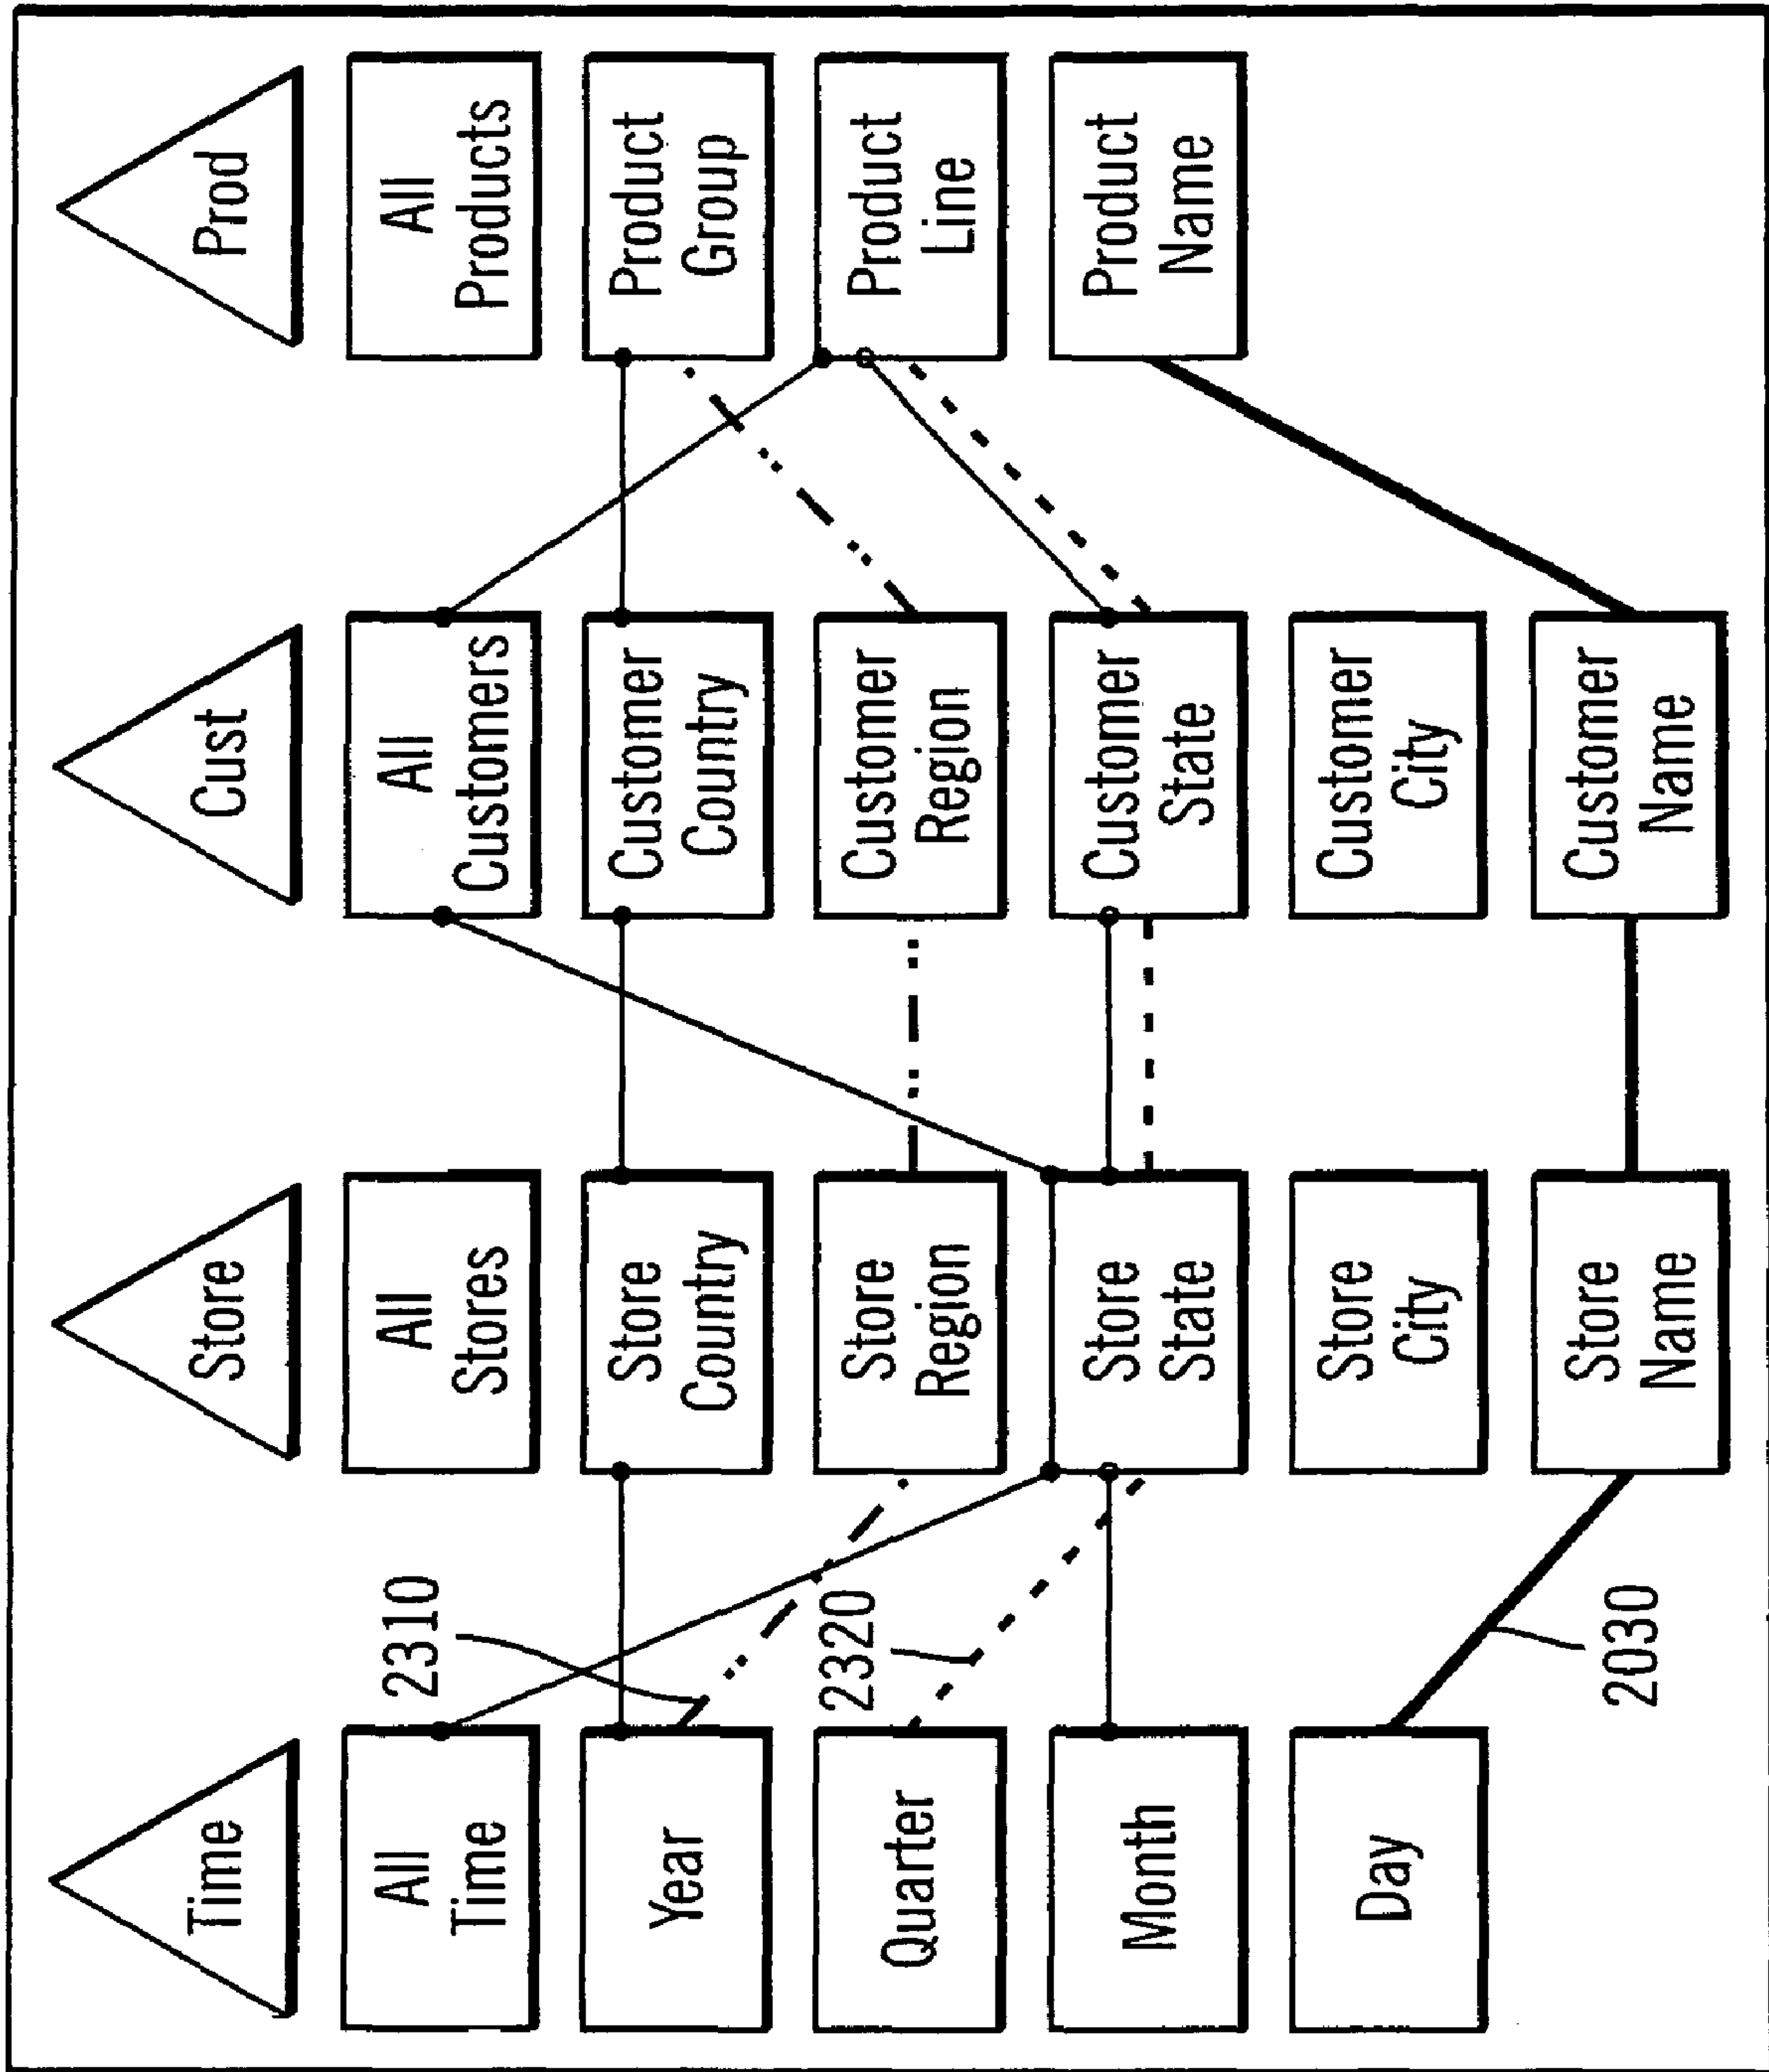 Time
Store
Cust
Prod
All
Time
All
Stores
All
Customers
All
Products
2310
Year
Store
Country
Customer
Country
Product
Group
Quarter
2320
Store
Region
Customer
Region
Product
Line
Month
Store
State
Customer
State
Product
Name
Day
Store
City
Customer
City
2030
Store
Name
Customer
Name